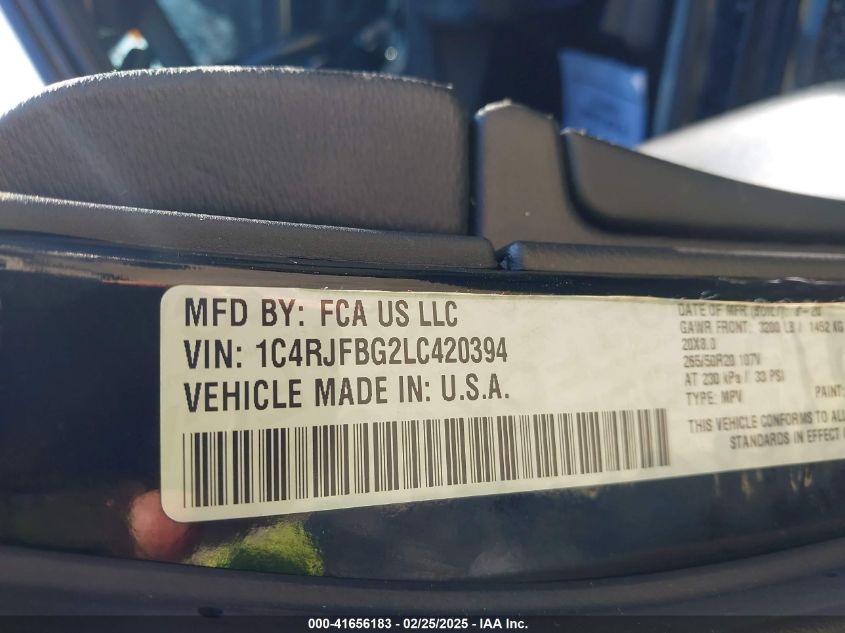 MFD BY: FCA US LLC
VIN: 1C4RJFBG2LC420394
VEHICLE MADE IN: U.S.A.
DATE OF MFR
GAWR FRONT: 3200 LB / 1452 KG
20X8.0
265/50R20 107V
AT 230 kPa / 33 PSI
TYPE: MPV PAINT:
THIS VEHICLE CONFORMS TO ALL
STANDARDS IN EFFECT
000-41656183 / 02/25/2025 - IAA Inc.